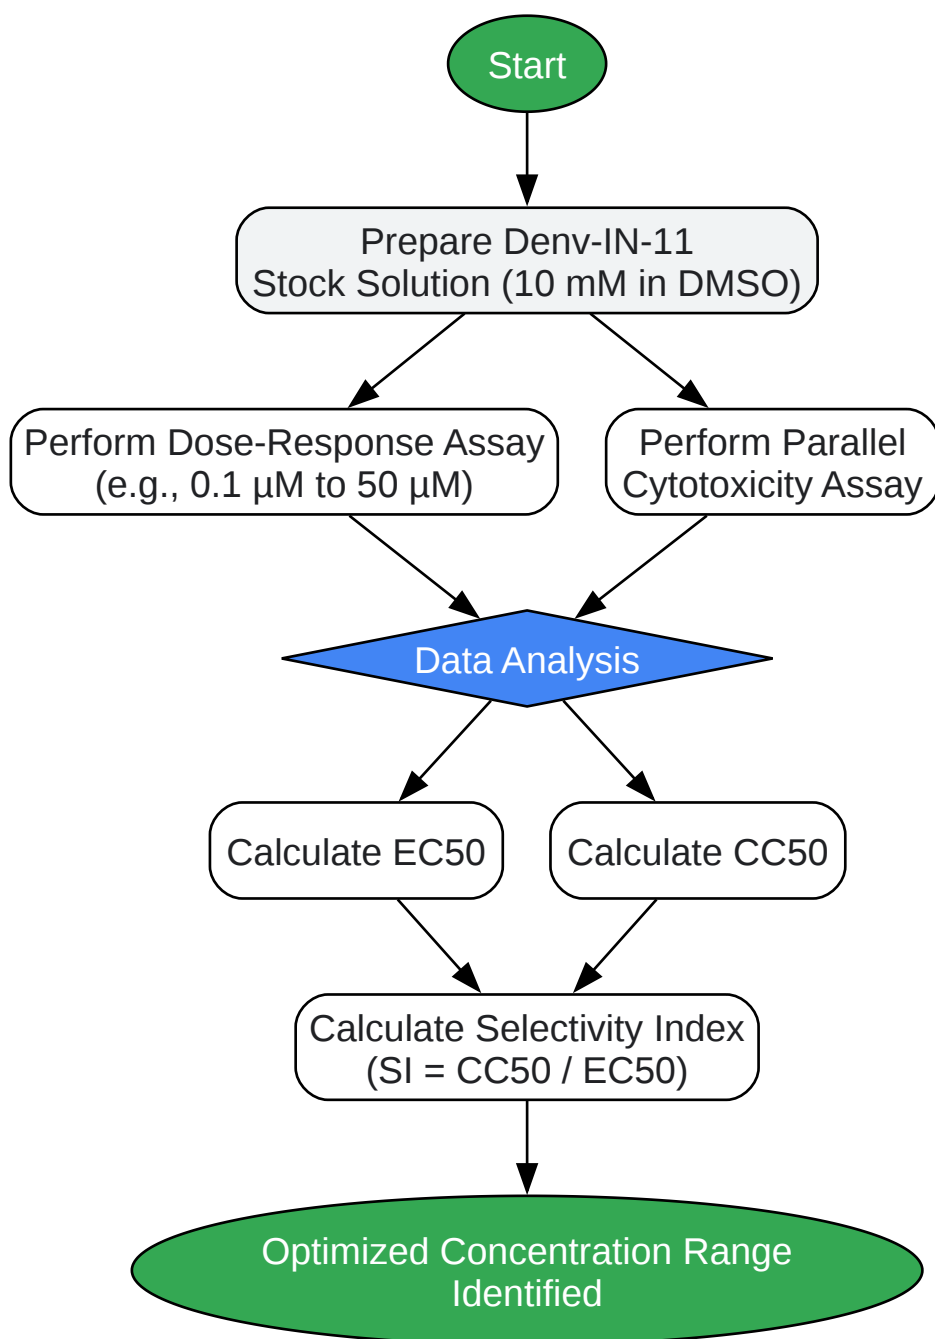 Start
Prepare Denv-IN-11
Stock Solution (10 mM in DMSO)
Perform Dose-Response Assay
(e.g., 0.1 µM to 50 µM)
Perform Parallel
Cytotoxicity Assay
Data Analysis
Calculate EC50
Calculate CC50
Calculate Selectivity Index
(SI = CC50 / EC50)
Optimized Concentration Range
Identified